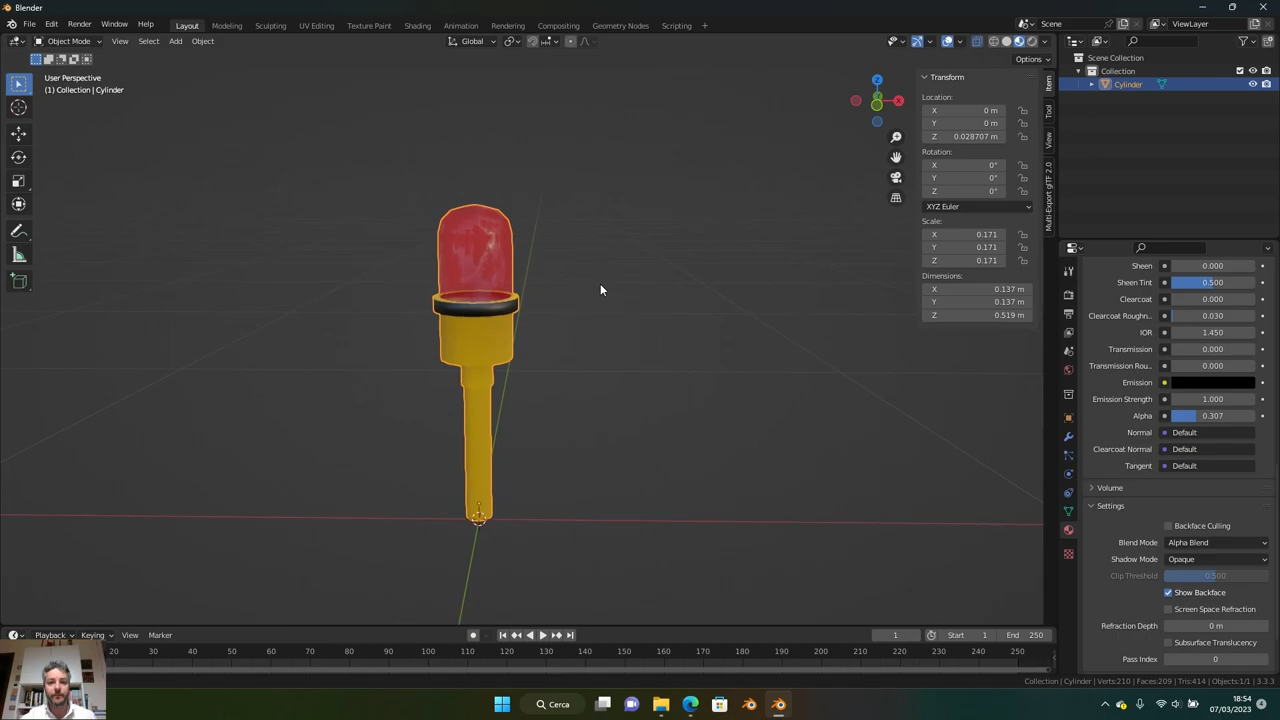 Blender
File Edit Render Window Help Layout Modeling Sculpting UV Editing Texture Paint Shading Animation Rendering Compositing Geometry Nodes Scripting + Scene ViewLayer
Object Mode View Select Add Object Global
Options
User Perspective
(1) Collection | Cylinder
Transform
Location:
X 0 m
Y 0 m
Z 0.028707 m
Rotation:
X 0°
Y 0°
Z 0°
XYZ Euler
Scale:
X 0.171
Y 0.171
Z 0.171
Dimensions:
X 0.137 m
Y 0.137 m
Z 0.519 m
Item
Tool
View
Multi-Export glTF 2.0
Z
X
Scene Collection
Collection
Cylinder
Sheen 0.000
Sheen Tint 0.500
Clearcoat 0.000
Clearcoat Roughn... 0.030
IOR 1.450
Transmission 0.000
Transmission Rou... 0.000
Emission
Emission Strength 1.000
Alpha 0.307
Normal Default
Clearcoat Normal Default
Tangent Default
Volume
Settings
Backface Culling
Blend Mode Alpha Blend
Shadow Mode Opaque
Clip Threshold 0.500
Show Backface
Screen Space Refraction
Refraction Depth 0 m
Subsurface Translucency
Pass Index 0
Playback Keying View Marker 1 Start 1 End 250
20 30 40 50 60 70 80 90 100 110 120 130 140 150 160 170 180 190 200 210 220 230 240 250
Collection | Cylinder | Verts:210 | Faces:209 | Tris:414 | Objects:1/1 | 3.3.3
Cerca
18:54
07/03/2023